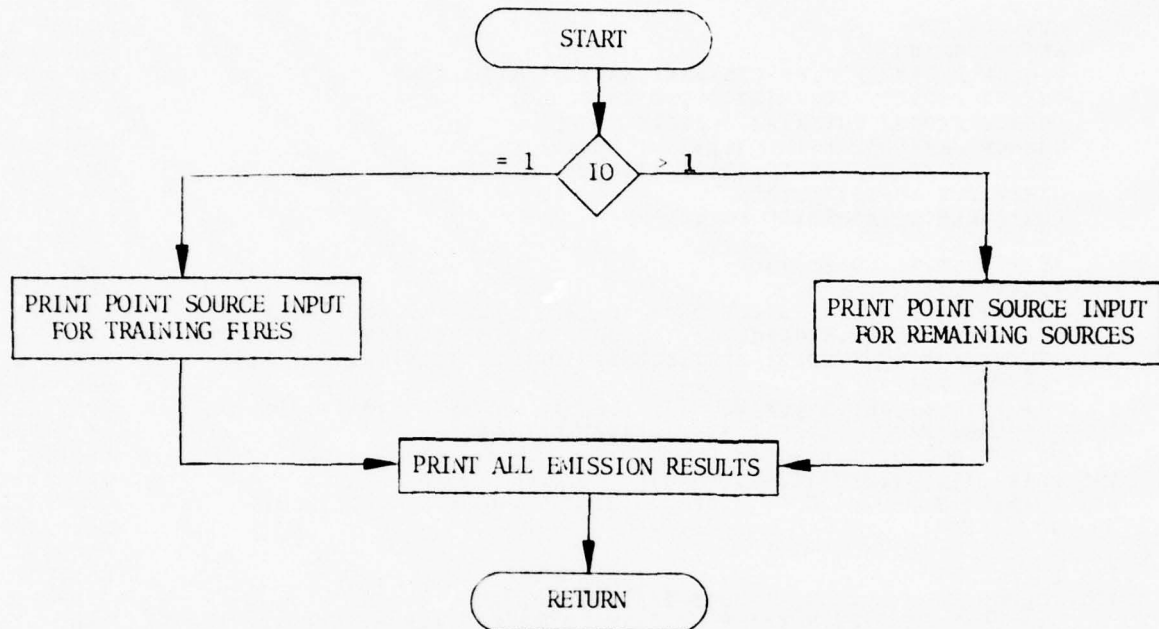 START
= 1
IO
> 1
PRINT POINT SOURCE INPUT
FOR TRAINING FIRES
PRINT POINT SOURCE INPUT
FOR REMAINING SOURCES
PRINT ALL EMISSION RESULTS
RETURN